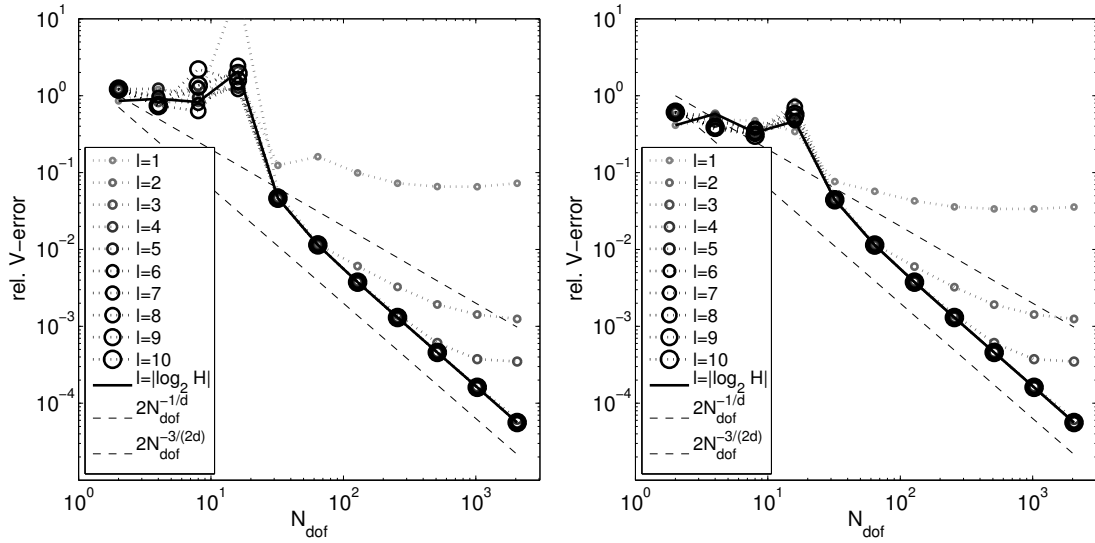 10^1
10^0
10^-1
10^-2
10^-3
10^-4
rel. V-error
l=1
l=2
l=3
l=4
l=5
l=6
l=7
l=8
l=9
l=10
l=|log_2 H|
2N_dof^-1/d
2N_dof^-3/(2d)
10^0
10^1
10^2
10^3
N_dof
10^1
10^0
10^-1
10^-2
10^-3
10^-4
rel. V-error
l=1
l=2
l=3
l=4
l=5
l=6
l=7
l=8
l=9
l=10
l=|log_2 H|
2N_dof^-1/d
2N_dof^-3/(2d)
10^0
10^1
10^2
10^3
N_dof